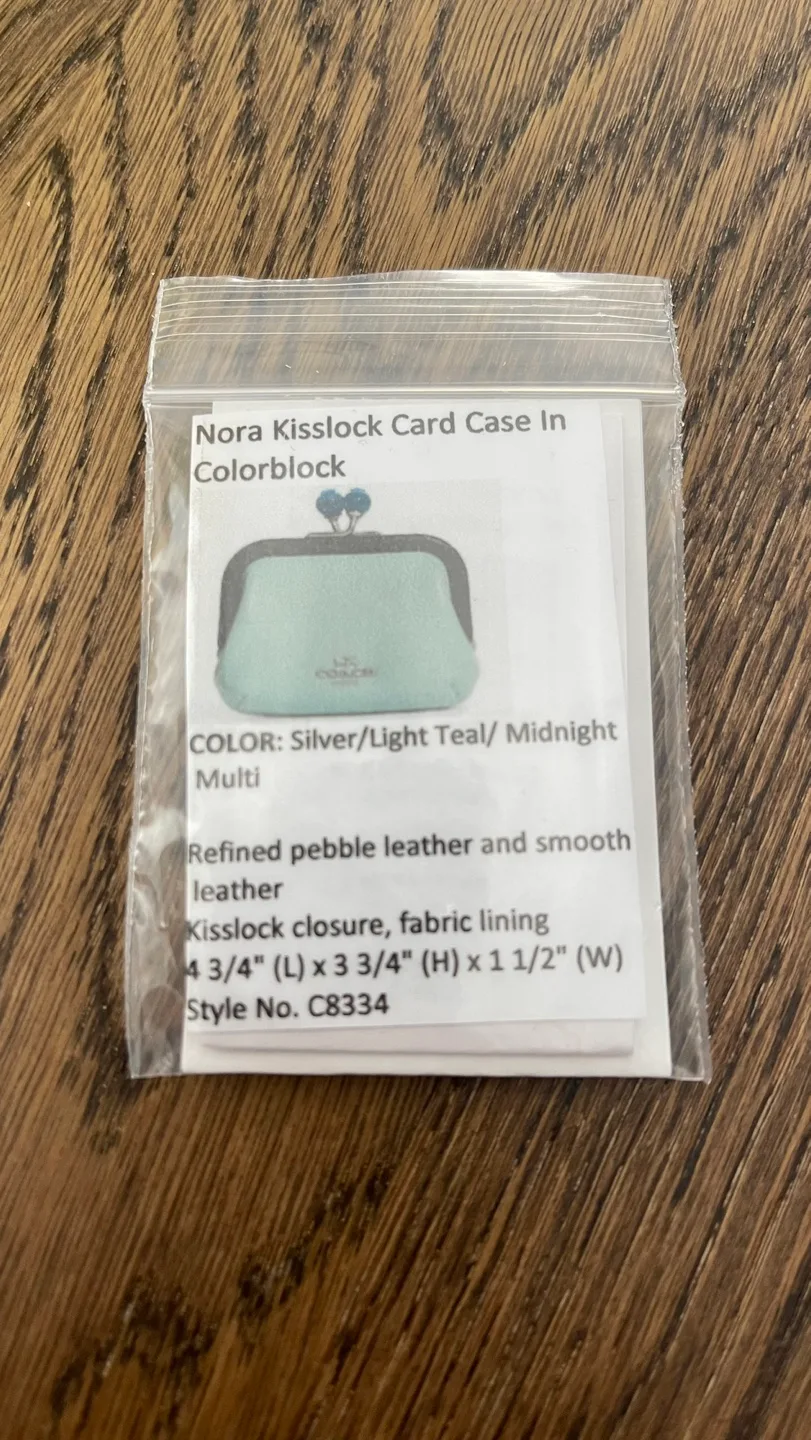 Nora Kisslock Card Case In
Colorblock
COACH
COLOR: Silver/Light Teal/ Midnight
Multi
Refined pebble leather and smooth
leather
Kisslock closure, fabric lining
4 3/4" (L) x 3 3/4" (H) x 1 1/2" (W)
Style No. C8334